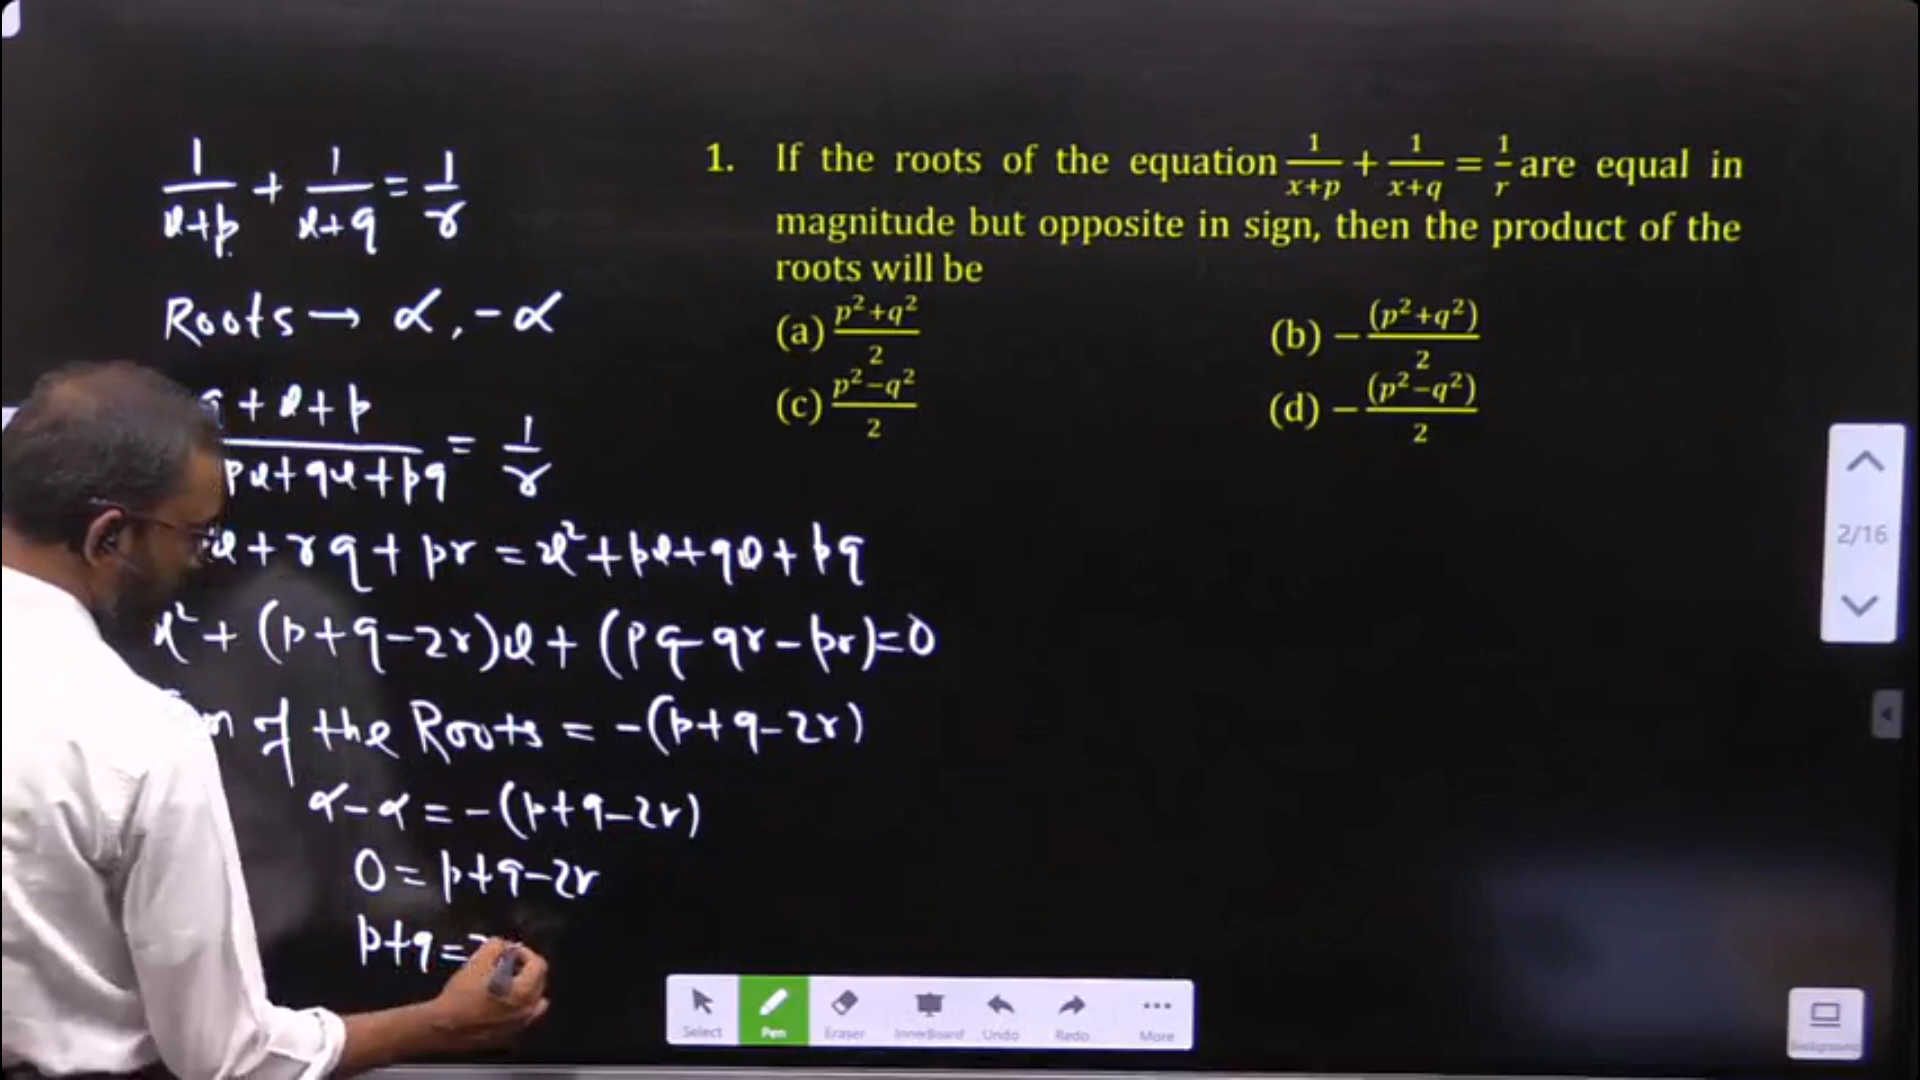 1/x+p + 1/x+q = 1/r
Roots → α, -α
+ x + p / px + qx + pq = 1/r
x + rq + pr = x² + px + qx + pq
x² + (p+q-2r)x + (pq-qr-pr)=0
of the Roots = -(p+q-2r)
α-α = -(p+q-2r)
0 = p+q-2r
p+q=
1. If the roots of the equation 1/x+p + 1/x+q = 1/r are equal in
magnitude but opposite in sign, then the product of the
roots will be
(a) p²+q²/2 (b) -(p²+q²)/2
(c) p²-q²/2 (d) -(p²-q²)/2
2/16
Select Pen Eraser InnerBoard Undo Redo More
Background